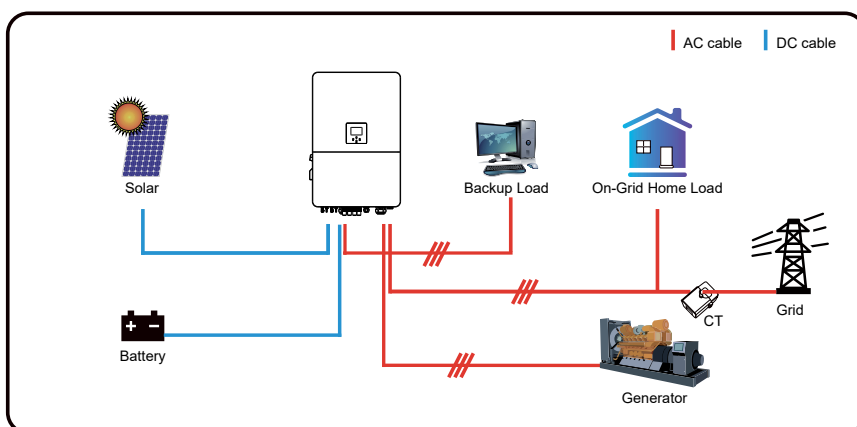 AC cable
DC cable
Solar
Backup Load
On-Grid Home Load
CT
Grid
Battery
Generator